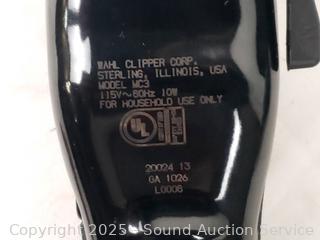 WAHL CLIPPER CORP.
STERLING, ILLINOIS, USA
MODEL MC3
115V~60Hz 10W
FOR HOUSEHOLD USE ONLY
UL
20024 13
GA 1026
L0008
Copyright 2025 - Sound Auction Service